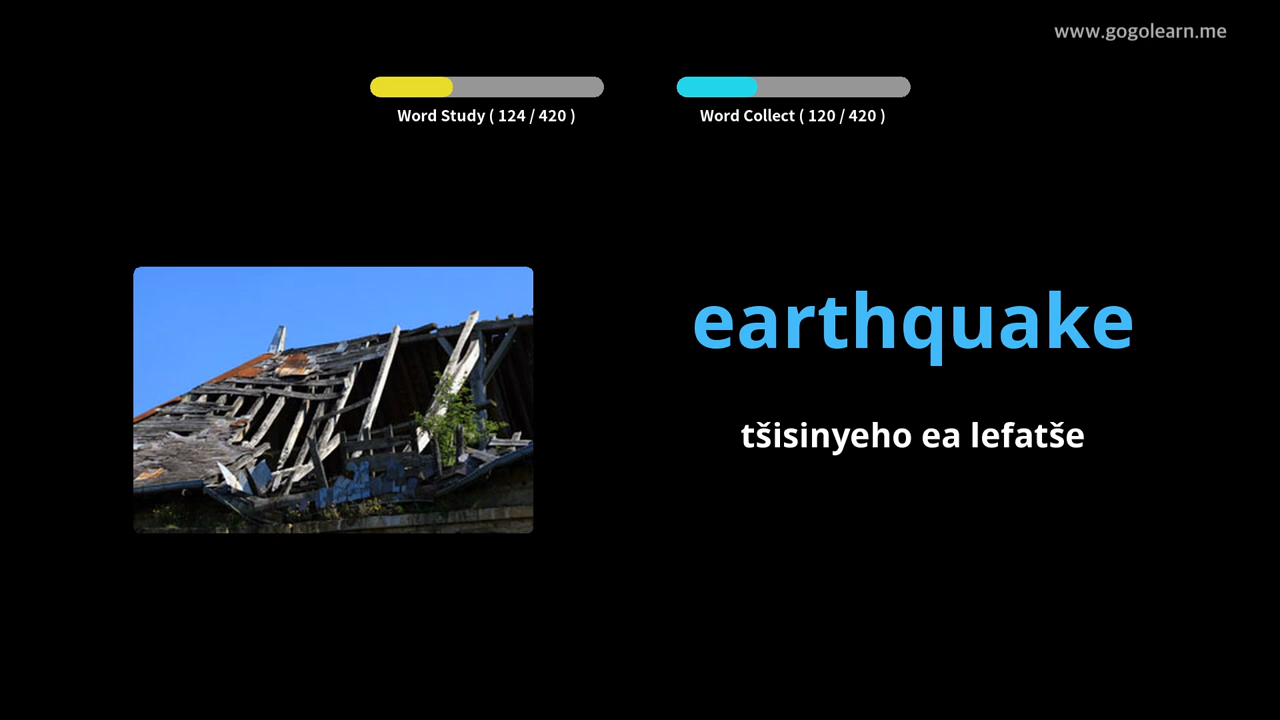 www.gogolearn.me
Word Study ( 124 / 420 )
Word Collect ( 120 / 420 )
earthquake
tšisinyeho ea lefatše